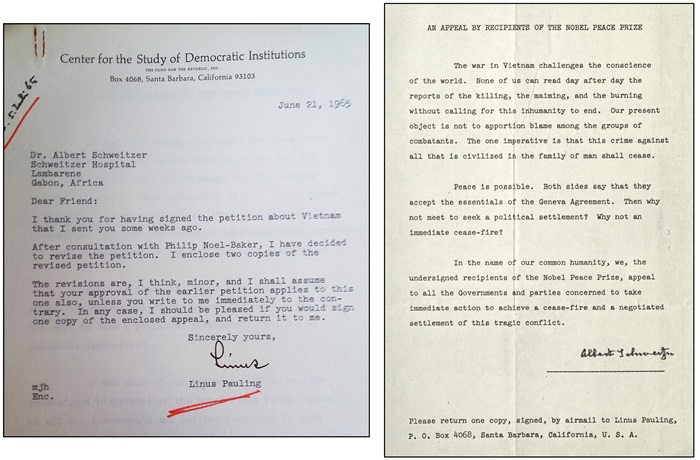 Center for the Study of Democratic Institutions
THE FUND FOR THE REPUBLIC, INC.
Box 4068, Santa Barbara, California 93103
June 21, 1965
Dr. Albert Schweitzer
Schweitzer Hospital
Lambarene
Gabon, Africa
Dear Friend:
I thank you for having signed the petition about Vietnam
that I sent you some weeks ago.
After consultation with Philip Noel-Baker, I have decided
to revise the petition. I enclose two copies of the
revised petition.
The revisions are, I think, minor, and I shall assume
that your approval of the earlier petition applies to this
one also, unless you write to me immediately to the con-
trary. In any case, I should be pleased if you would sign
one copy of the enclosed appeal, and return it to me.
Sincerely yours,
Linus
Linus Pauling
mjh
Enc.
AN APPEAL BY RECIPIENTS OF THE NOBEL PEACE PRIZE
The war in Vietnam challenges the conscience
of the world. None of us can read day after day the
reports of the killing, the maiming, and the burning
without calling for this inhumanity to end. Our present
object is not to apportion blame among the groups of
combatants. The one imperative is that this crime against
all that is civilized in the family of man shall cease.
Peace is possible. Both sides say that they
accept the essentials of the Geneva Agreement. Then why
not meet to seek a political settlement? Why not an
immediate cease-fire?
In the name of our common humanity, we, the
undersigned recipients of the Nobel Peace Prize, appeal
to all the Governments and parties concerned to take
immediate action to achieve a cease-fire and a negotiated
settlement of this tragic conflict.
Albert Schweitzer
Please return one copy, signed, by airmail to Linus Pauling,
P. O. Box 4068, Santa Barbara, California, U. S. A.